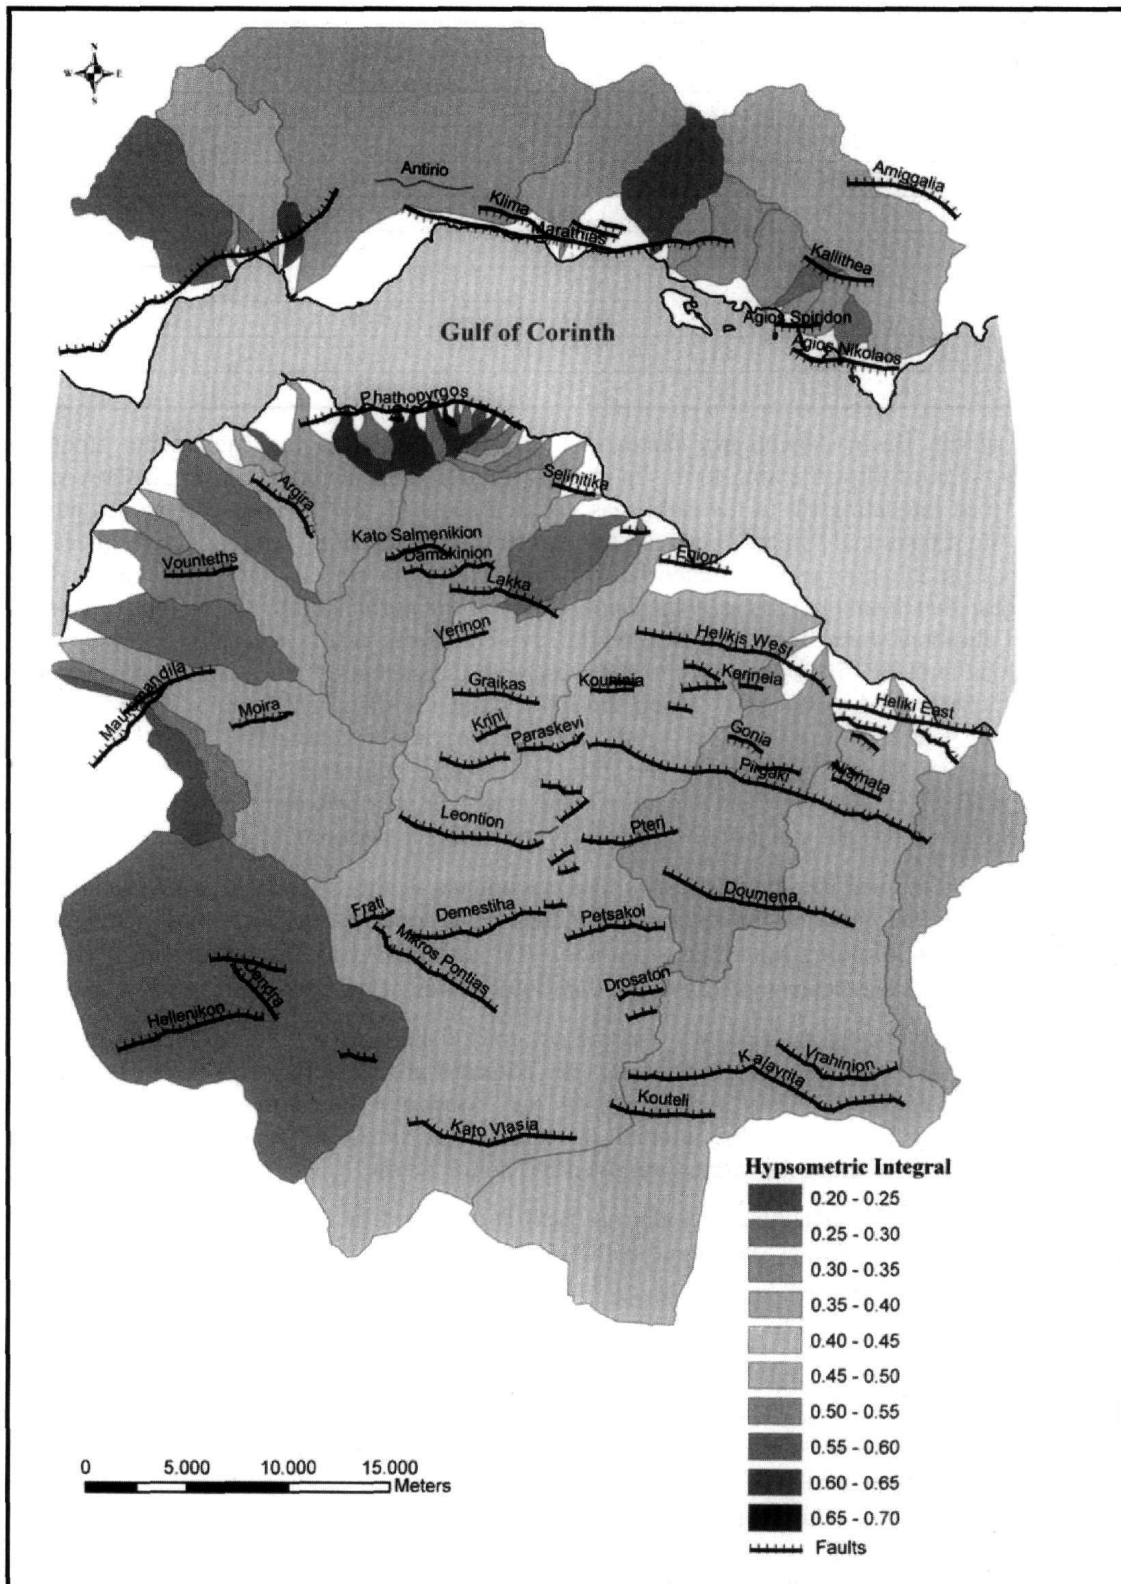 N
W E
S
Antirio
Amiggalia
Klima
Marathias
Kallithea
Agios Spiridon
Gulf of Corinth
Agios Nikolaos
Phathopyrgos
Selinitika
Argira
Kato Salmenikion
Damakinion
Egion
Vounteths
Lakka
Verinon
Helikis West
Kerineia
Mavromandila
Graikas
Kouninia
Heliki East
Moira
Krini
Paraskevi
Gonia
Pirgaki
Niamata
Leontion
Pteri
Doumena
Frati
Demestiha
Petsakoi
Mikros Pontias
Dendra
Drosaton
Hellenikon
Vrahinion
Kalavrita
Kouteli
Kato Vlasia
Hypsometric Integral
0.20 - 0.25
0.25 - 0.30
0.30 - 0.35
0.35 - 0.40
0.40 - 0.45
0.45 - 0.50
0.50 - 0.55
0.55 - 0.60
0.60 - 0.65
0.65 - 0.70
Faults
0 5.000 10.000 15.000
Meters